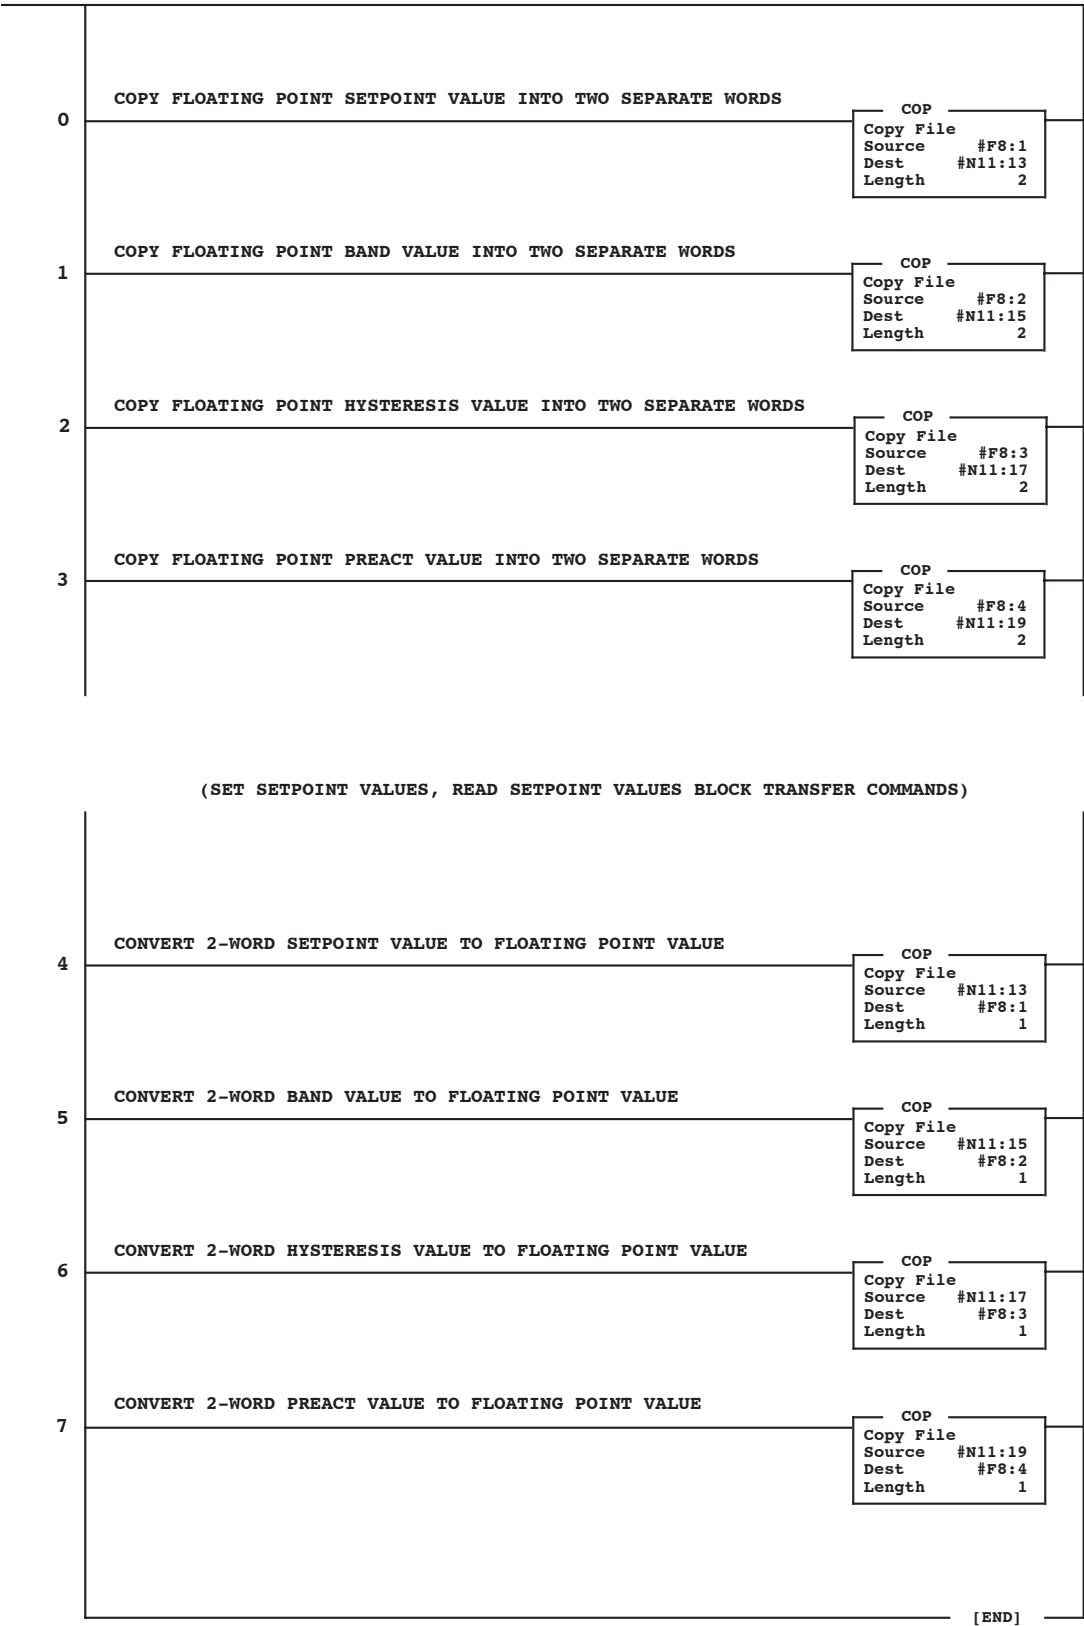 COPY FLOATING POINT SETPOINT VALUE INTO TWO SEPARATE WORDS
0
COP
Copy File
Source #F8:1
Dest #N11:13
Length 2
COPY FLOATING POINT BAND VALUE INTO TWO SEPARATE WORDS
1
COP
Copy File
Source #F8:2
Dest #N11:15
Length 2
COPY FLOATING POINT HYSTERESIS VALUE INTO TWO SEPARATE WORDS
2
COP
Copy File
Source #F8:3
Dest #N11:17
Length 2
COPY FLOATING POINT PREACT VALUE INTO TWO SEPARATE WORDS
3
COP
Copy File
Source #F8:4
Dest #N11:19
Length 2
(SET SETPOINT VALUES, READ SETPOINT VALUES BLOCK TRANSFER COMMANDS)
CONVERT 2-WORD SETPOINT VALUE TO FLOATING POINT VALUE
4
COP
Copy File
Source #N11:13
Dest #F8:1
Length 1
CONVERT 2-WORD BAND VALUE TO FLOATING POINT VALUE
5
COP
Copy File
Source #N11:15
Dest #F8:2
Length 1
CONVERT 2-WORD HYSTERESIS VALUE TO FLOATING POINT VALUE
6
COP
Copy File
Source #N11:17
Dest #F8:3
Length 1
CONVERT 2-WORD PREACT VALUE TO FLOATING POINT VALUE
7
COP
Copy File
Source #N11:19
Dest #F8:4
Length 1
[END]